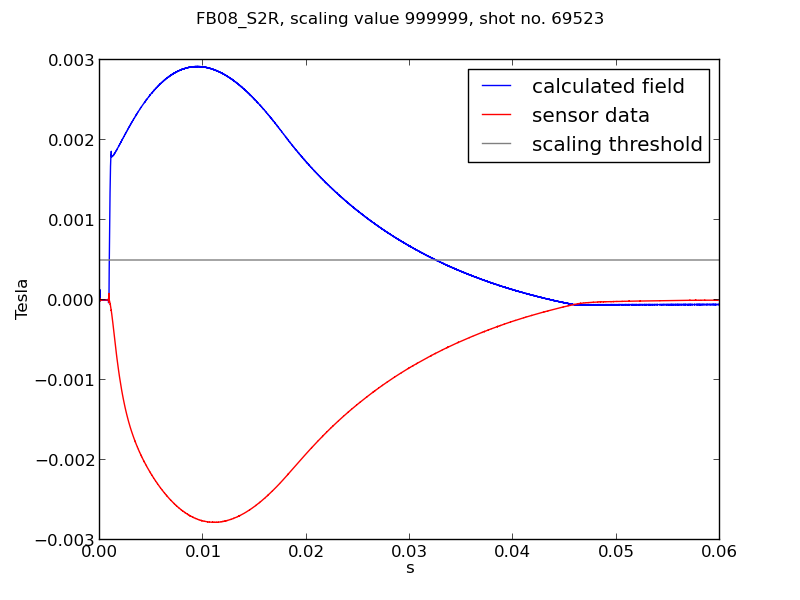 FB08_S2R, scaling value 999999, shot no. 69523
0.003
0.002
0.001
0.000
−0.001
−0.002
−0.003
Tesla
calculated field
sensor data
scaling threshold
0.00 0.01 0.02 0.03 0.04 0.05 0.06
s